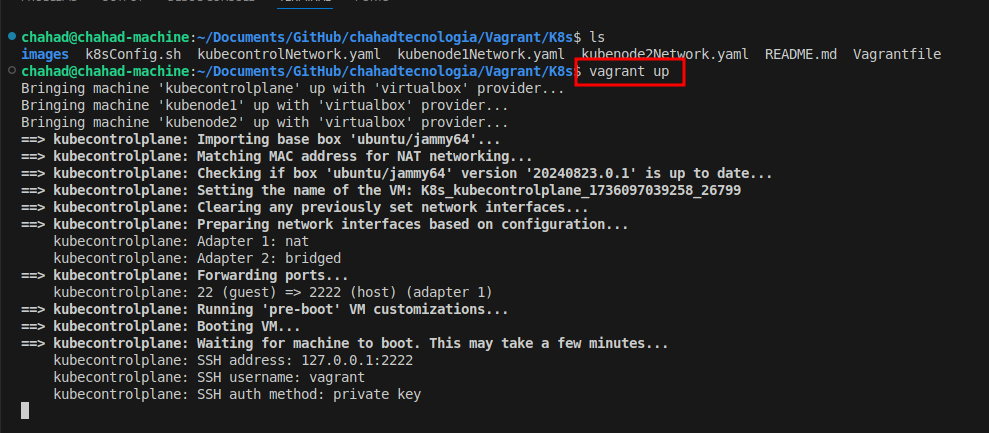 TERMINAL
chahad@chahad-machine:~/Documents/GitHub/chahadtecnologia/Vagrant/K8s$ ls
images  k8sConfig.sh  kubecontrolNetwork.yaml  kubenode1Network.yaml  kubenode2Network.yaml  README.md  Vagrantfile
chahad@chahad-machine:~/Documents/GitHub/chahadtecnologia/Vagrant/K8s$ vagrant up
Bringing machine 'kubecontrolplane' up with 'virtualbox' provider...
Bringing machine 'kubenode1' up with 'virtualbox' provider...
Bringing machine 'kubenode2' up with 'virtualbox' provider...
==> kubecontrolplane: Importing base box 'ubuntu/jammy64'...
==> kubecontrolplane: Matching MAC address for NAT networking...
==> kubecontrolplane: Checking if box 'ubuntu/jammy64' version '20240823.0.1' is up to date...
==> kubecontrolplane: Setting the name of the VM: K8s_kubecontrolplane_1736097039258_26799
==> kubecontrolplane: Clearing any previously set network interfaces...
==> kubecontrolplane: Preparing network interfaces based on configuration...
    kubecontrolplane: Adapter 1: nat
    kubecontrolplane: Adapter 2: bridged
==> kubecontrolplane: Forwarding ports...
    kubecontrolplane: 22 (guest) => 2222 (host) (adapter 1)
==> kubecontrolplane: Running 'pre-boot' VM customizations...
==> kubecontrolplane: Booting VM...
==> kubecontrolplane: Waiting for machine to boot. This may take a few minutes...
    kubecontrolplane: SSH address: 127.0.0.1:2222
    kubecontrolplane: SSH username: vagrant
    kubecontrolplane: SSH auth method: private key